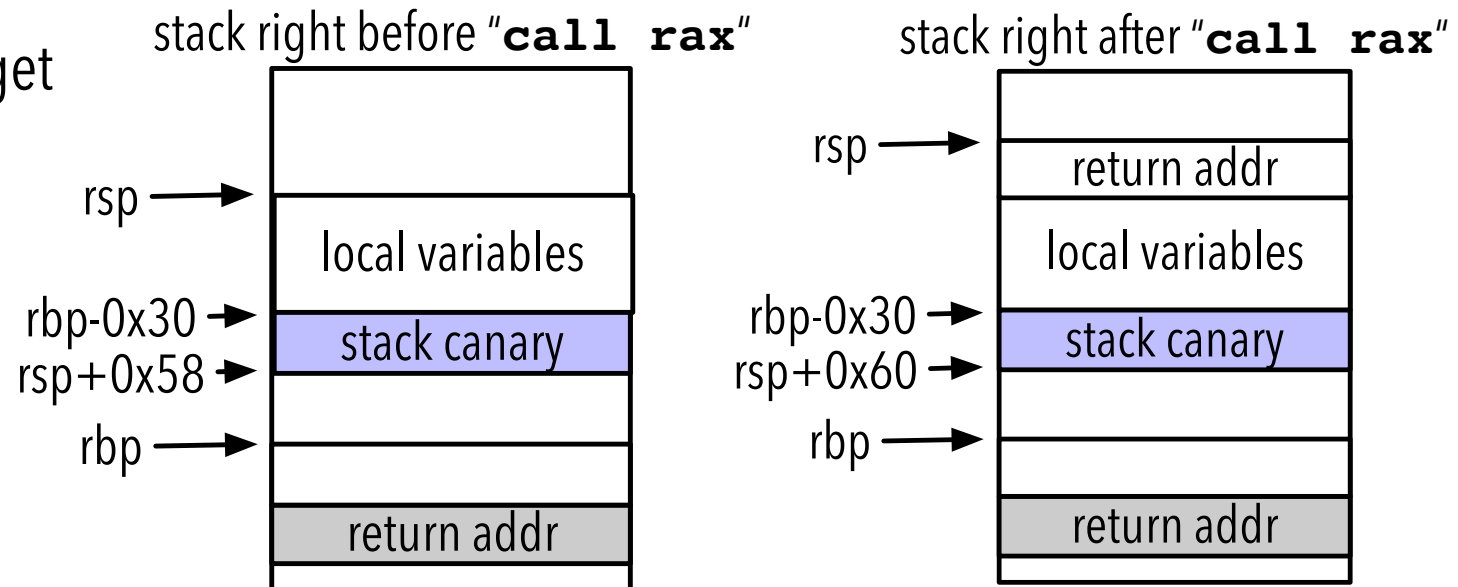 get
stack right before "call rax"
rsp
local variables
rbp-0x30
stack canary
rsp+0x58
rbp
return addr
stack right after "call rax"
rsp
return addr
local variables
rbp-0x30
stack canary
rsp+0x60
rbp
return addr